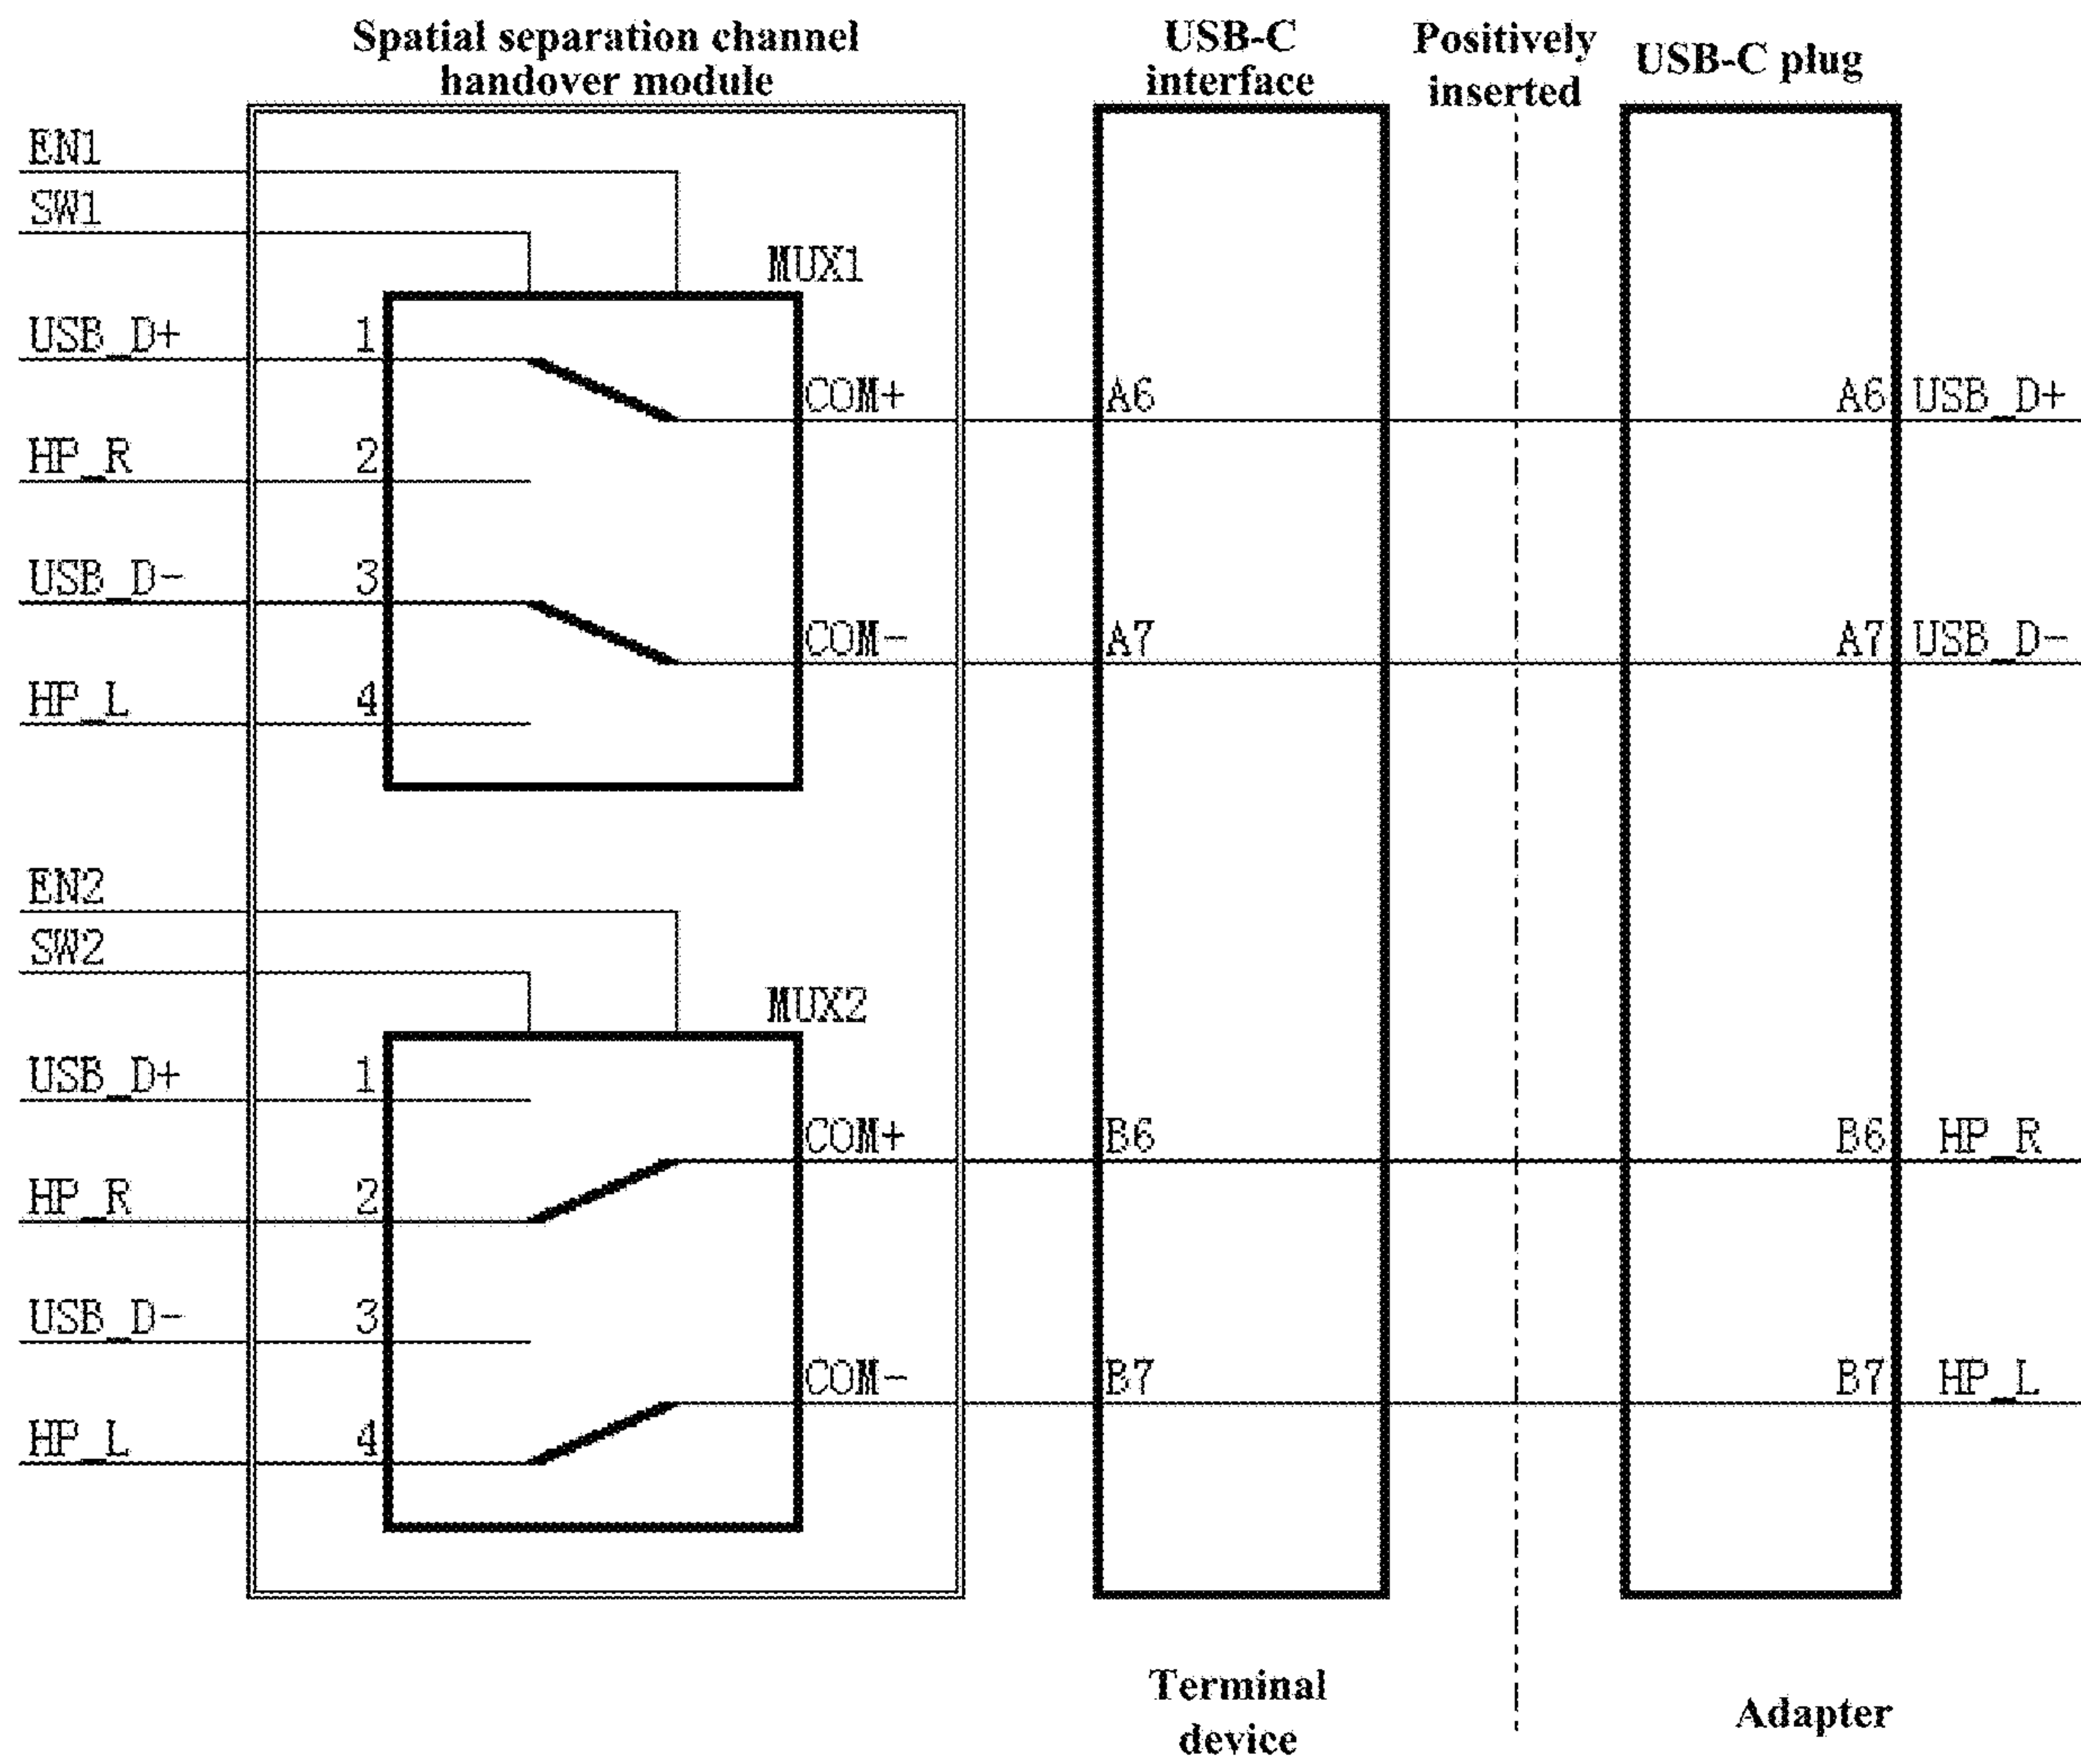 Spatial separation channel
handover module
USB-C
interface
Positively
inserted
USB-C plug
EN1
SW1
MUX1
USB_D+ 1
COM+ A6 A6 USB_D+
HP_R 2
USB_D- 3
COM- A7 A7 USB_D-
HP_L 4
EN2
SW2
MUX2
USB_D+ 1
COM+ B6 B6 HP_R
HP_R 2
USB_D- 3
COM- B7 B7 HP_L
HP_L 4
Terminal
device
Adapter